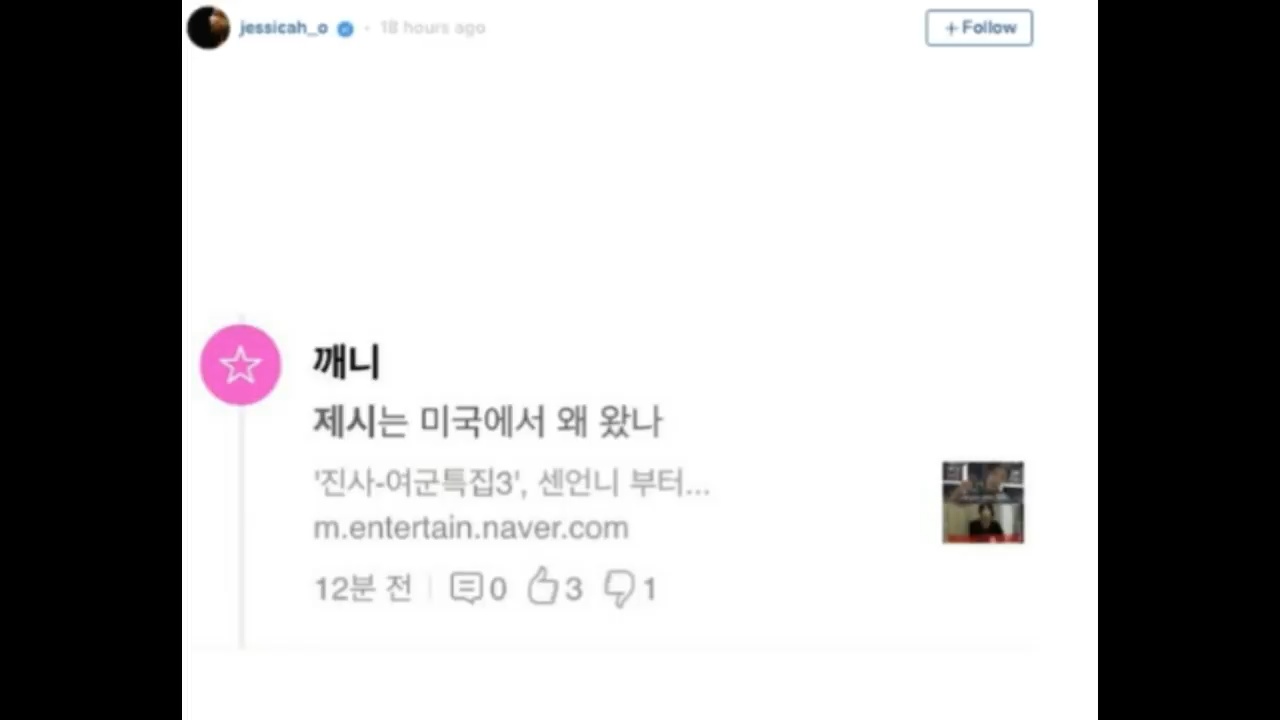 jessicah_o • 18 hours ago
+ Follow
깨니
제시는 미국에서 왜 왔나
'진사-여군특집3', 센언니 부터...
m.entertain.naver.com
12분 전 | 0 3 1